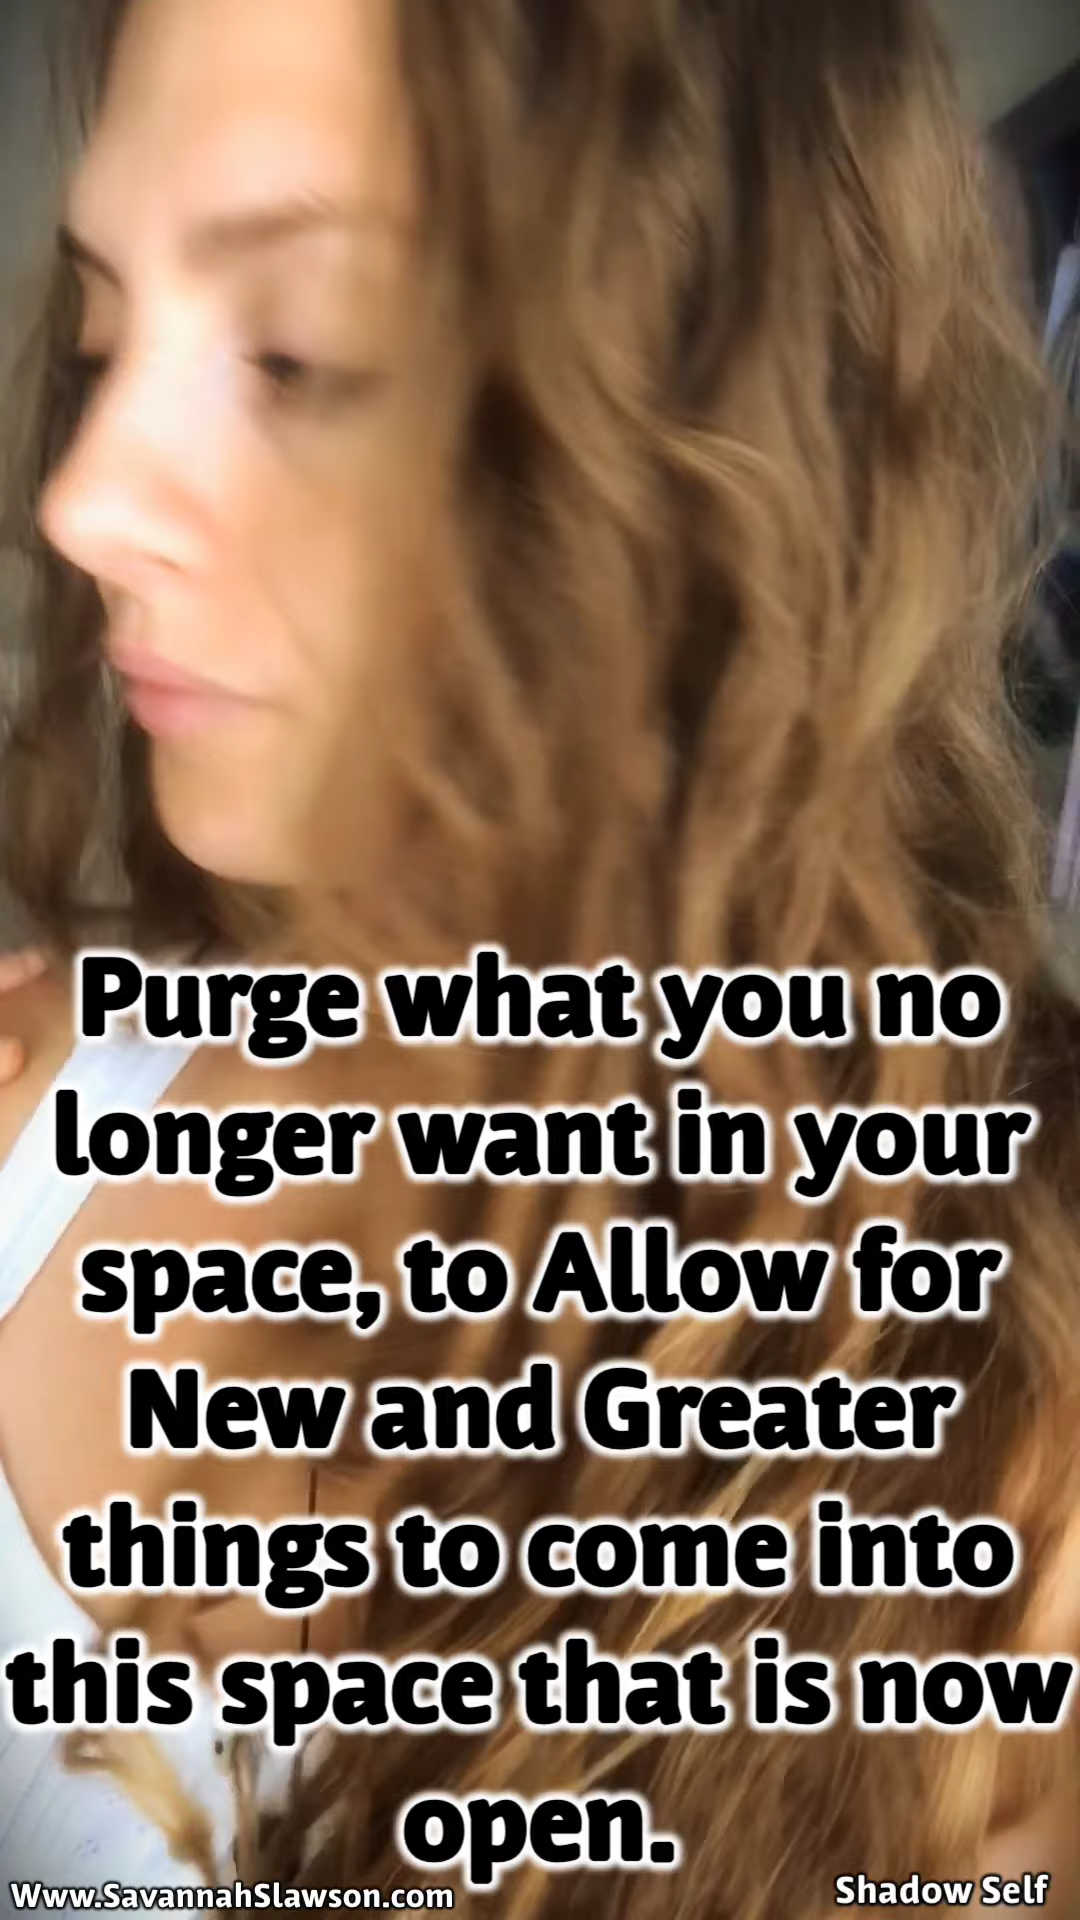 Purge what you no
longer want in your
space, to Allow for
New and Greater
things to come into
this space that is now
open.
Www.SavannahSlawson.com
Shadow Self